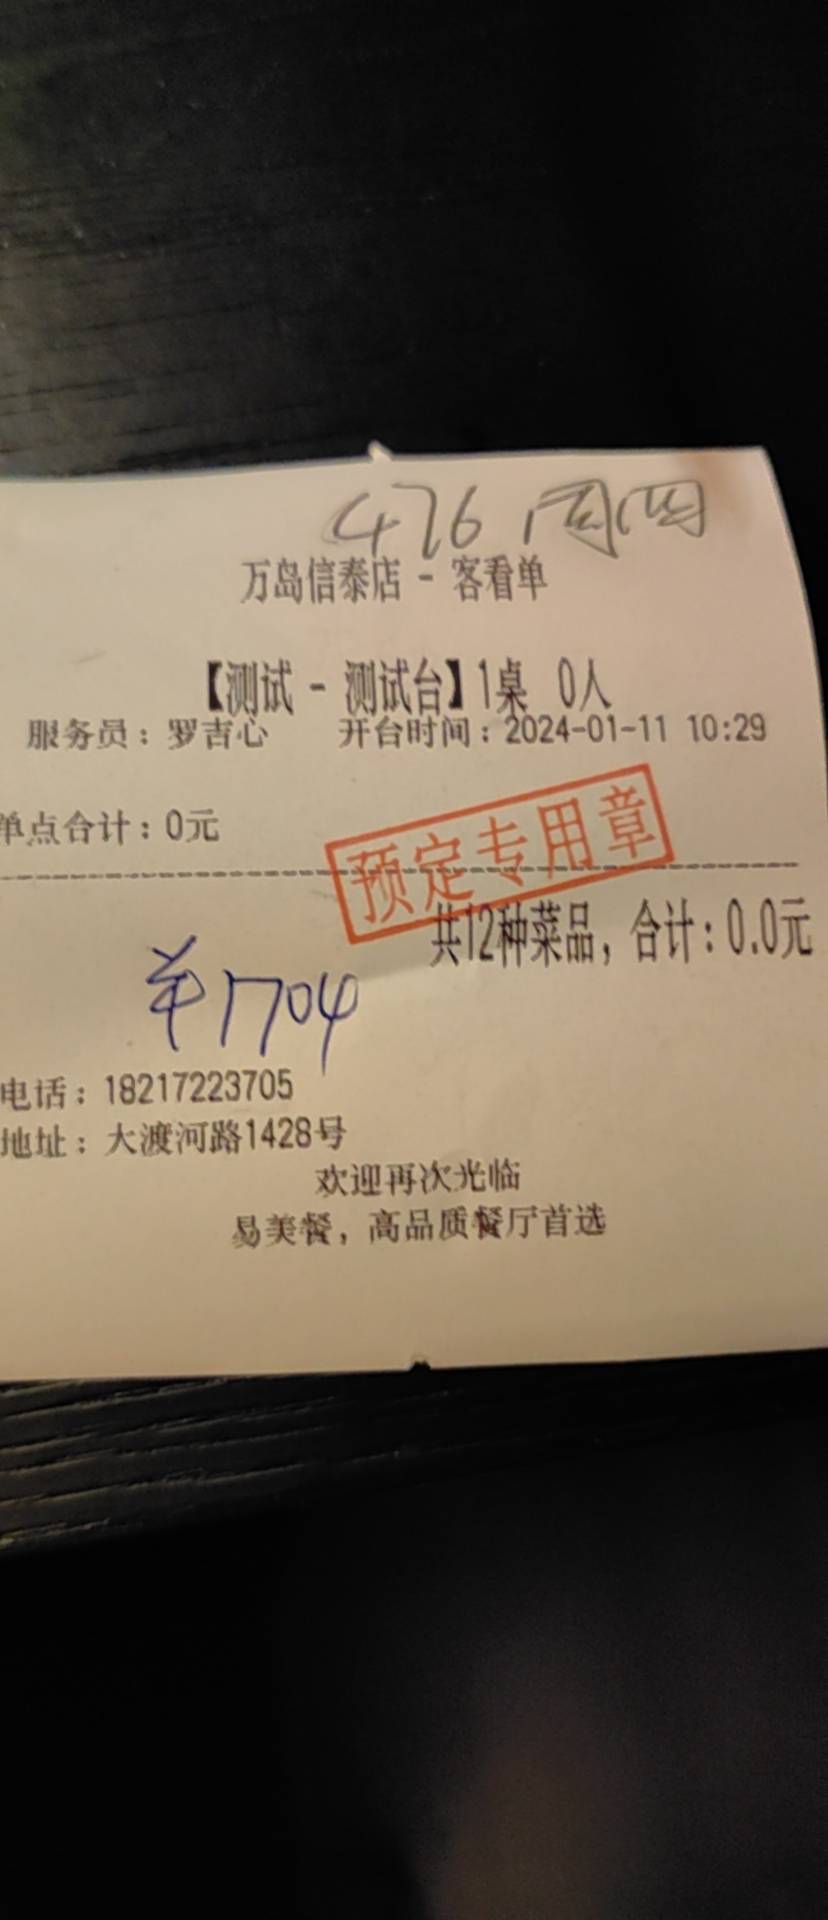 476 周四
万岛信泰店 - 客看单
【测试 - 测试台】1桌 0人
服务员：罗吉心 开台时间：2024-01-11 10:29
单点合计：0元
预定专用章
共12种菜品，合计：0.0元
¥1704
电话：18217223705
地址：大渡河路1428号
欢迎再次光临
易美餐，高品质餐厅首选